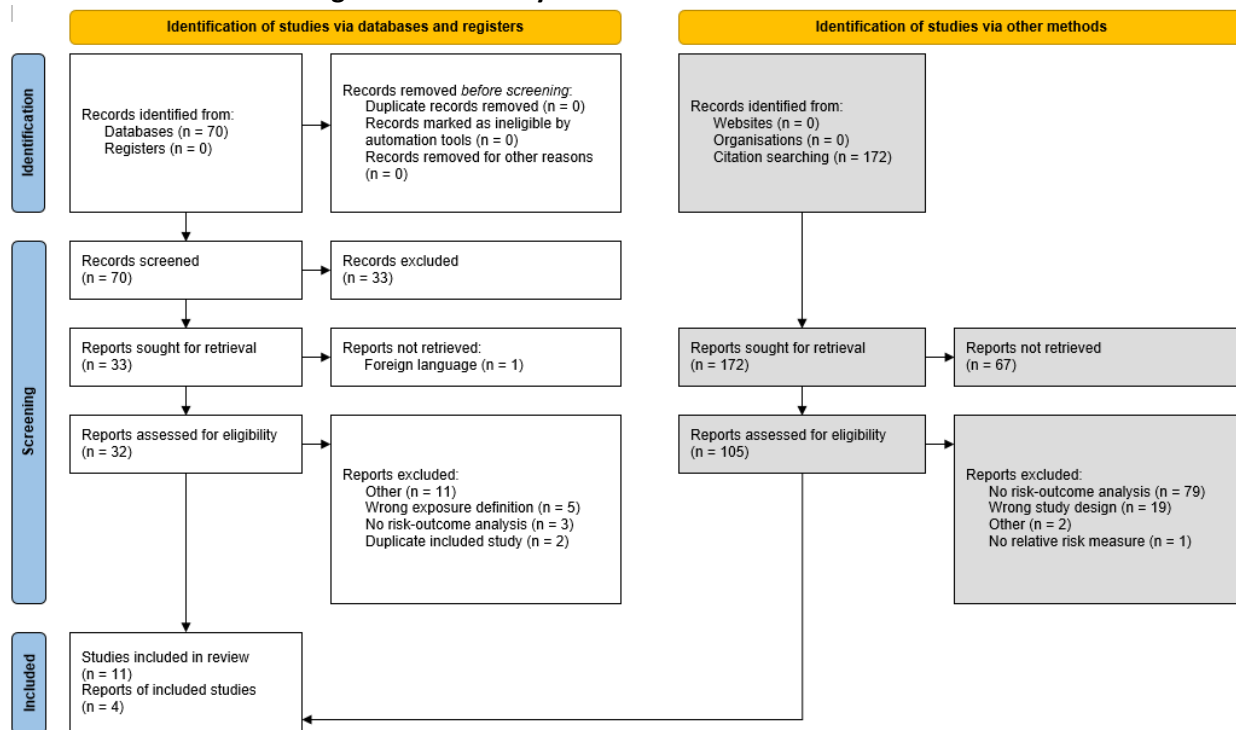 Identification of studies via databases and registers
Identification of studies via other methods
Identification
Records identified from:
Databases (n = 70)
Registers (n = 0)
Records removed before screening:
Duplicate records removed (n = 0)
Records marked as ineligible by
automation tools (n = 0)
Records removed for other reasons
(n = 0)
Records identified from:
Websites (n = 0)
Organisations (n = 0)
Citation searching (n = 172)
Screening
Records screened
(n = 70)
Records excluded
(n = 33)
Reports sought for retrieval
(n = 33)
Reports not retrieved:
Foreign language (n = 1)
Reports sought for retrieval
(n = 172)
Reports not retrieved
(n = 67)
Reports assessed for eligibility
(n = 32)
Reports excluded:
Other (n = 11)
Wrong exposure definition (n = 5)
No risk-outcome analysis (n = 3)
Duplicate included study (n = 2)
Reports assessed for eligibility
(n = 105)
Reports excluded:
No risk-outcome analysis (n = 79)
Wrong study design (n = 19)
Other (n = 2)
No relative risk measure (n = 1)
Included
Studies included in review
(n = 11)
Reports of included studies
(n = 4)